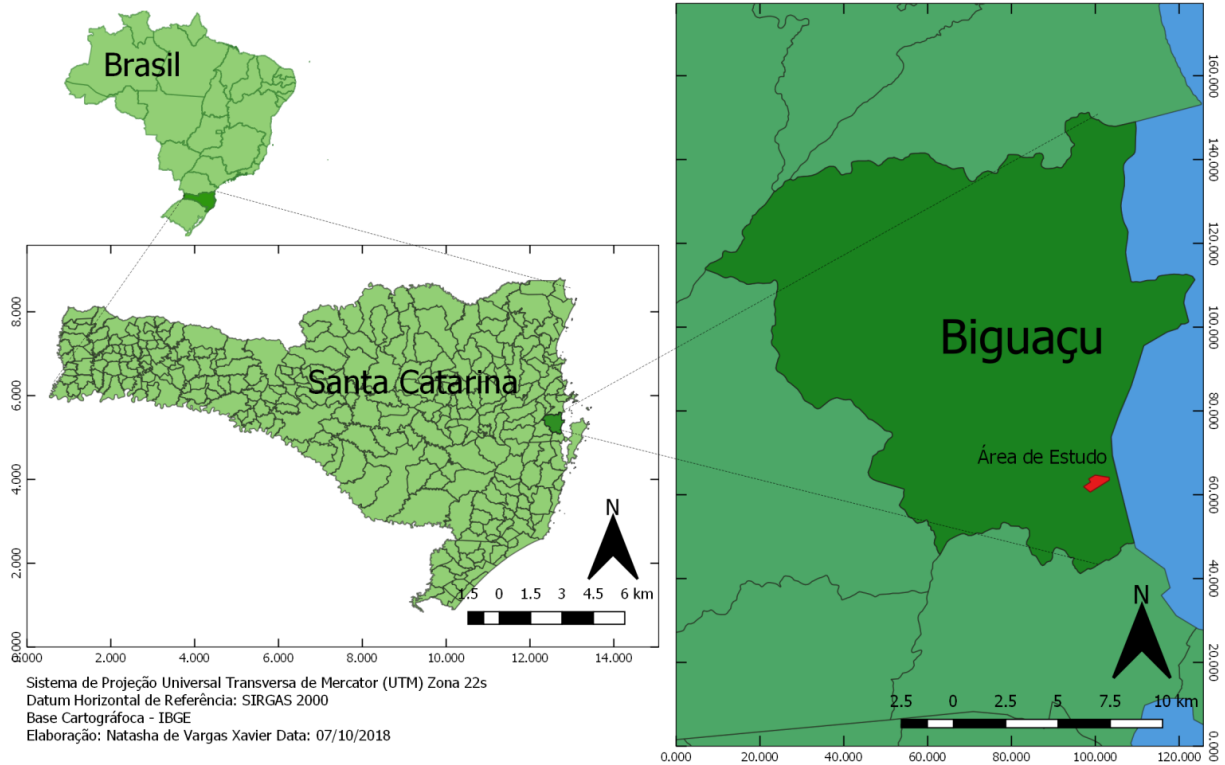 Brasil
Santa Catarina
8.000
6.000
4.000
2.000
0.000
0.000
2.000
4.000
6.000
8.000
10.000
12.000
14.000
N
1.5 0 1.5 3 4.5 6 km
Sistema de Projeção Universal Transversa de Mercator (UTM) Zona 22s
Datum Horizontal de Referência: SIRGAS 2000
Base Cartográfoca - IBGE
Elaboração: Natasha de Vargas Xavier Data: 07/10/2018
Biguaçu
Área de Estudo
160.000
140.000
120.000
100.000
80.000
60.000
40.000
20.000
0.000
N
2.5 0 2.5 5 7.5 10 km
0.000
20.000
40.000
60.000
80.000
100.000
120.000